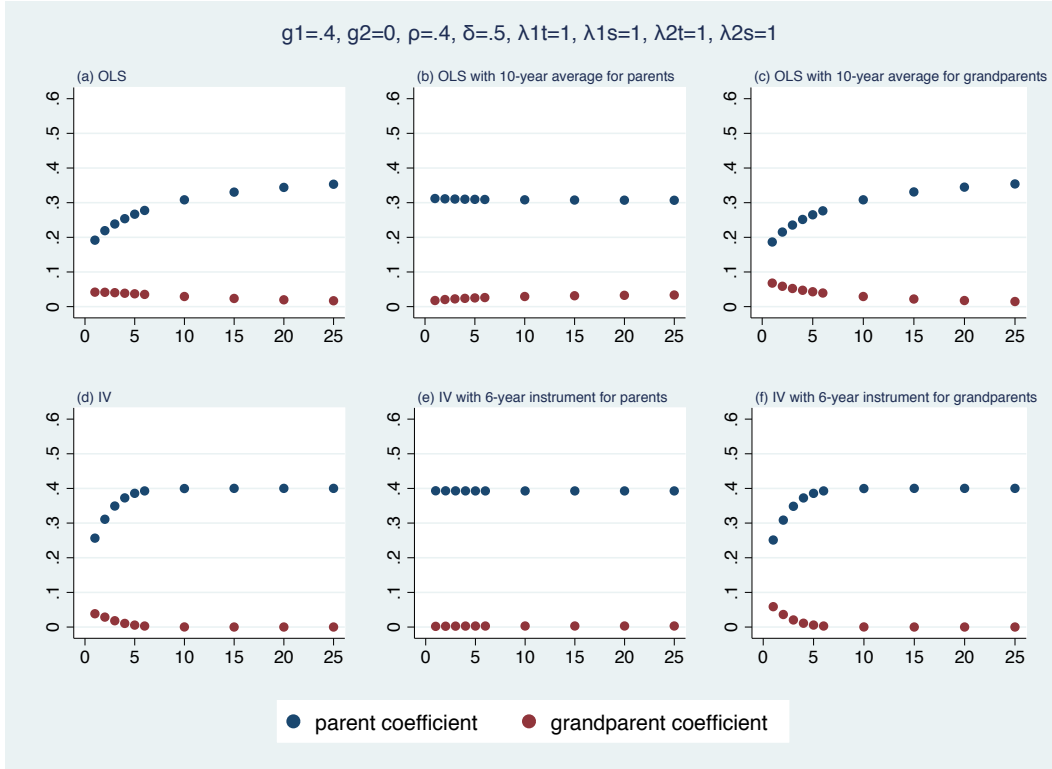 g1=.4, g2=0, ρ=.4, δ=.5, λ1t=1, λ1s=1, λ2t=1, λ2s=1
(a) OLS
.6
.5
.4
.3
.2
.1
0
0 5 10 15 20 25
(b) OLS with 10-year average for parents
.6
.5
.4
.3
.2
.1
0
0 5 10 15 20 25
(c) OLS with 10-year average for grandparents
.6
.5
.4
.3
.2
.1
0
0 5 10 15 20 25
(d) IV
.6
.5
.4
.3
.2
.1
0
0 5 10 15 20 25
(e) IV with 6-year instrument for parents
.6
.5
.4
.3
.2
.1
0
0 5 10 15 20 25
(f) IV with 6-year instrument for grandparents
.6
.5
.4
.3
.2
.1
0
0 5 10 15 20 25
parent coefficient
grandparent coefficient